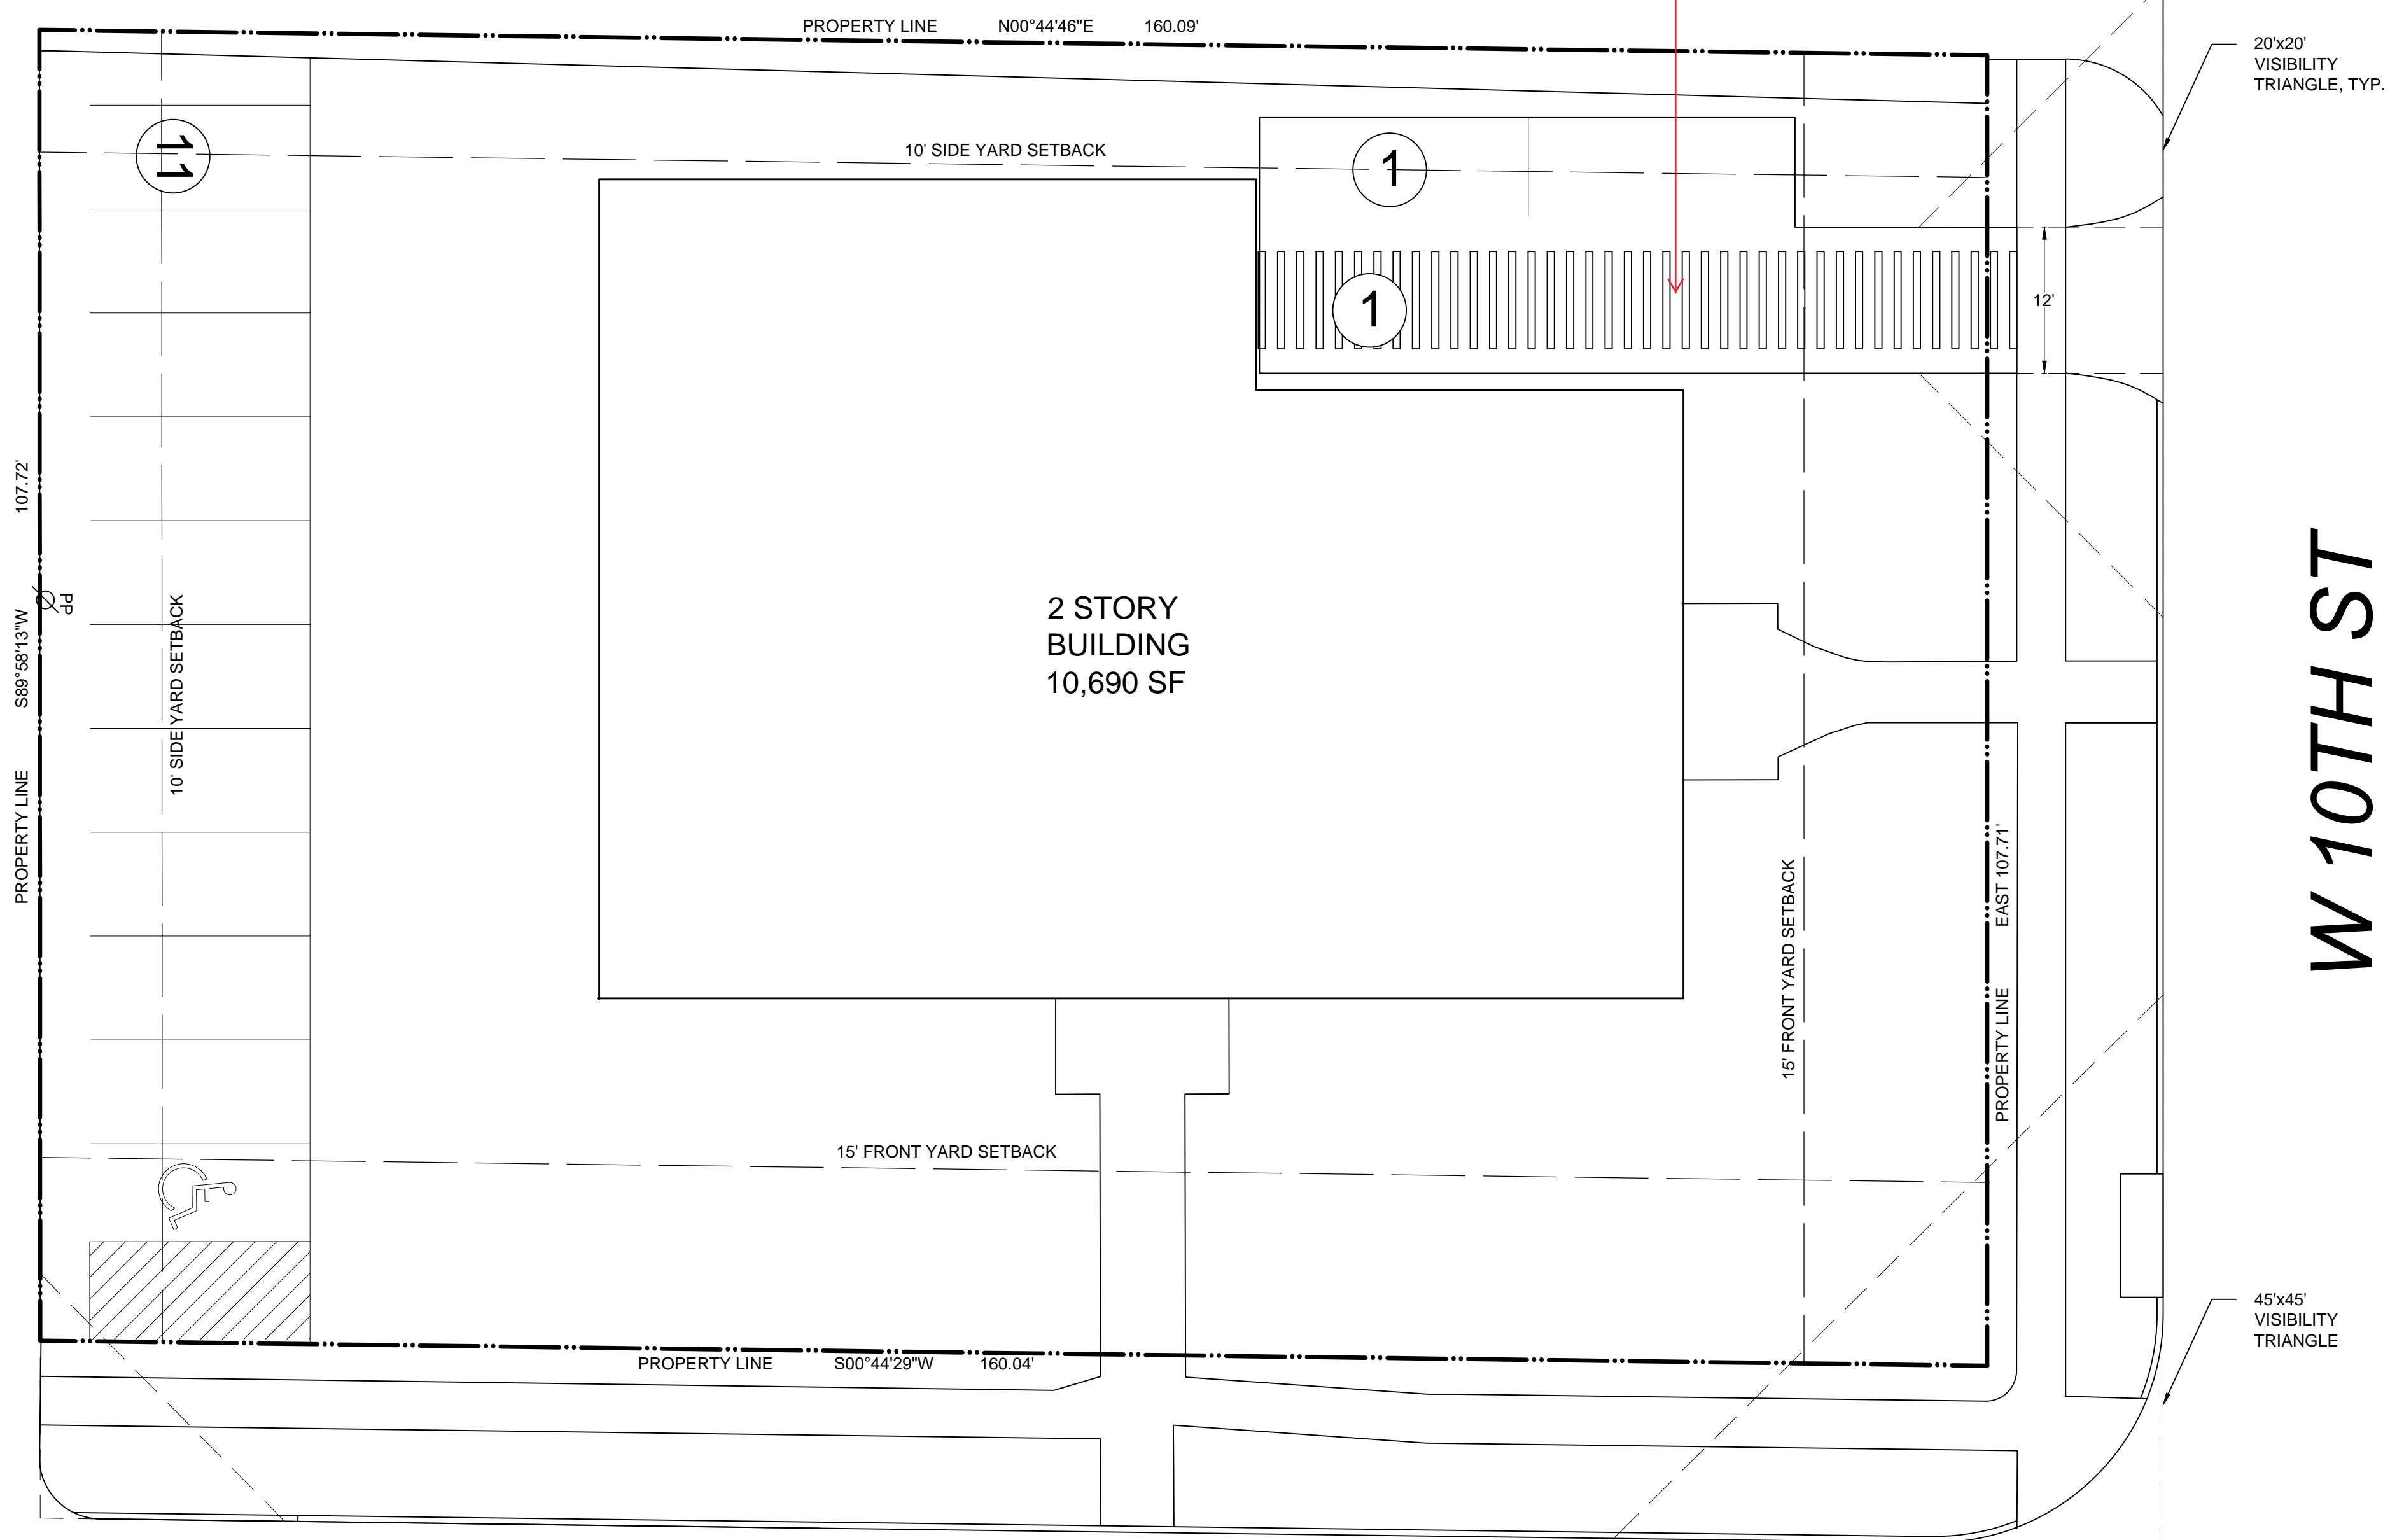 PROPERTY LINE N00°44'46"E 160.09'
20'x20'
VISIBILITY
TRIANGLE, TYP.
11
10' SIDE YARD SETBACK
1
1
12'
PROPERTY LINE S89°58'13"W 107.72'
PP
10' SIDE YARD SETBACK
2 STORY
BUILDING
10,690 SF
W 10TH ST
15' FRONT YARD SETBACK
PROPERTY LINE EAST 107.71'
15' FRONT YARD SETBACK
45'x45'
VISIBILITY
TRIANGLE
PROPERTY LINE S00°44'29"W 160.04'